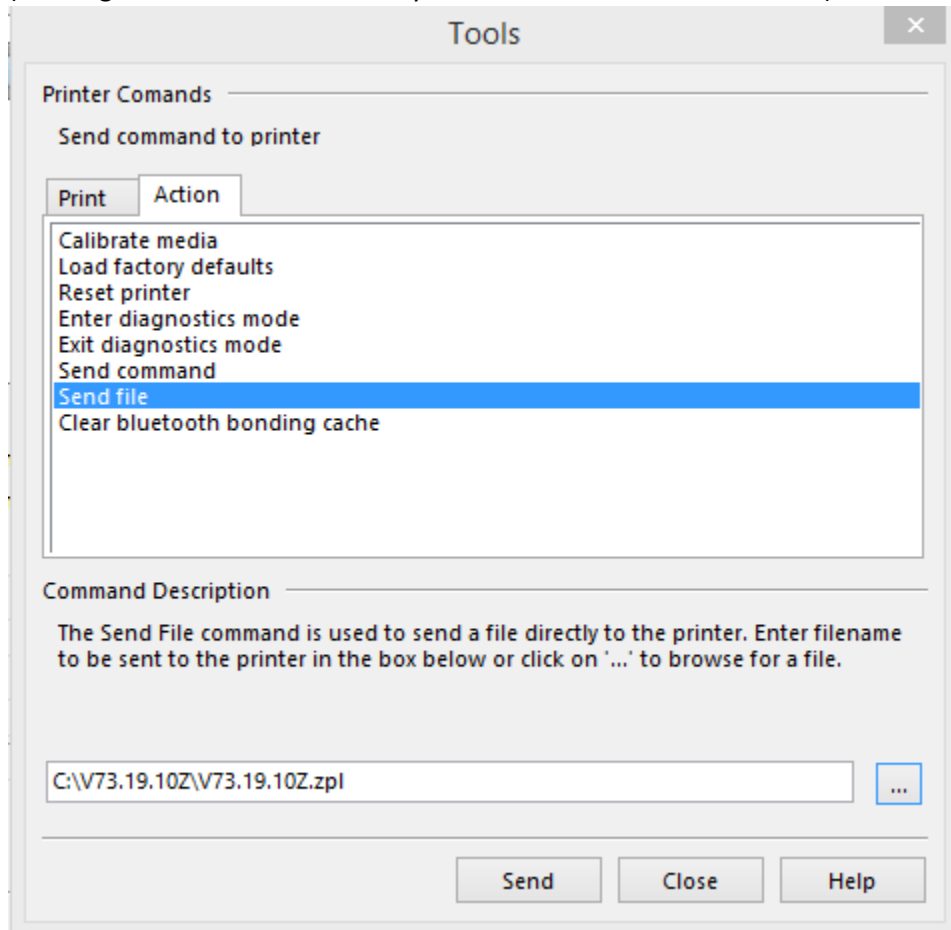 Tools
Printer Comands
Send command to printer
Print Action
Calibrate media
Load factory defaults
Reset printer
Enter diagnostics mode
Exit diagnostics mode
Send command
Send file
Clear bluetooth bonding cache
Command Description
The Send File command is used to send a file directly to the printer. Enter filename
to be sent to the printer in the box below or click on '...' to browse for a file.
C:\V73.19.10Z\V73.19.10Z.zpl ...
Send Close Help